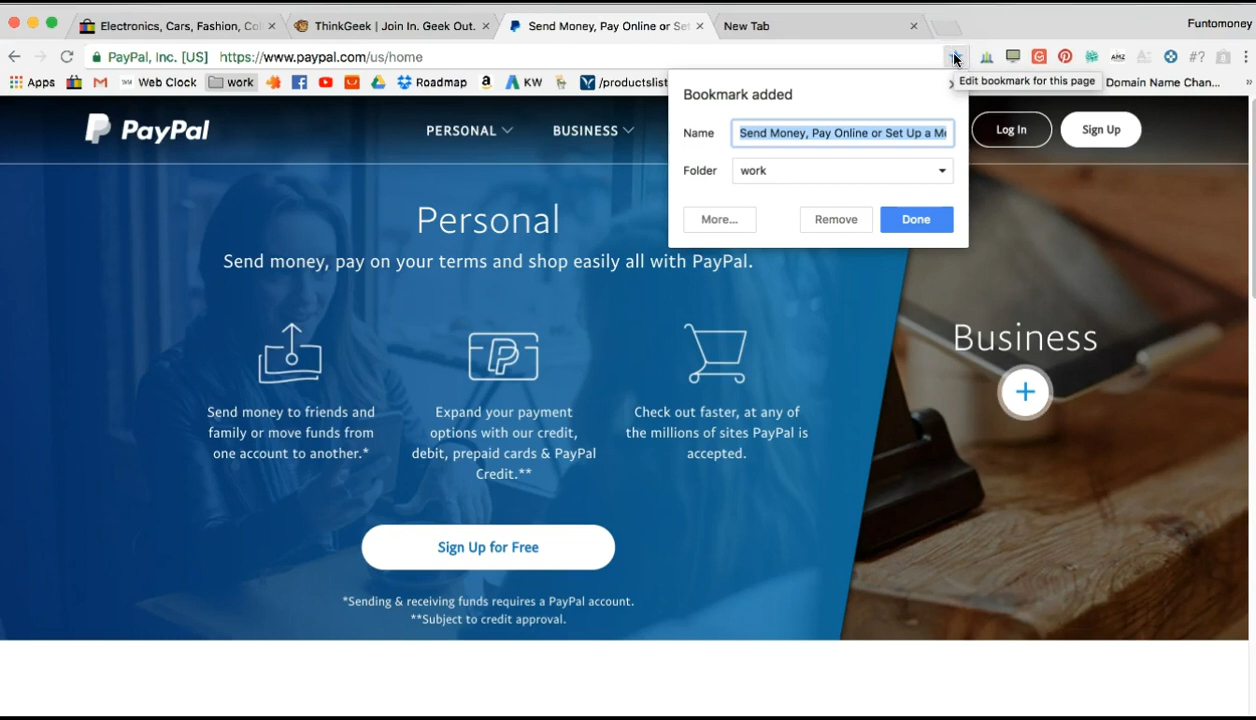 Electronics, Cars, Fashion, Col
ThinkGeek | Join In. Geek Out.
Send Money, Pay Online or Set
New Tab
Funtomoney
PayPal, Inc. [US]
https://www.paypal.com/us/home
AMZ
#?
Apps
Web Clock
work
Roadmap
KW
/productslist
Edit bookmark for this page
Domain Name Chan...
PayPal
PERSONAL
BUSINESS
Log In
Sign Up
Bookmark added
Name
Send Money, Pay Online or Set Up a Me
Folder
work
More...
Remove
Done
Personal
Send money, pay on your terms and shop easily all with PayPal.
Send money to friends and
family or move funds from
one account to another.*
Expand your payment
options with our credit,
debit, prepaid cards & PayPal
Credit.**
Check out faster, at any of
the millions of sites PayPal is
accepted.
Business
Sign Up for Free
*Sending & receiving funds requires a PayPal account.
**Subject to credit approval.